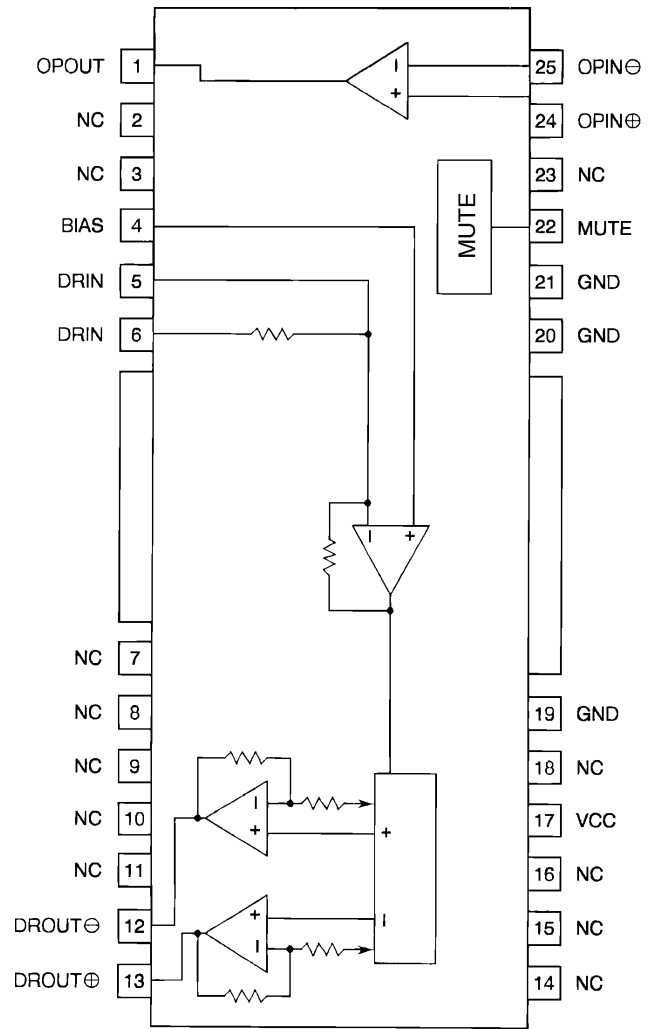 OPOUT 1
NC 2
NC 3
BIAS 4
DRIN 5
DRIN 6
NC 7
NC 8
NC 9
NC 10
NC 11
DROUT⊖ 12
DROUT⊕ 13
25 OPIN⊖
24 OPIN⊕
23 NC
22 MUTE
21 GND
20 GND
19 GND
18 NC
17 VCC
16 NC
15 NC
14 NC
MUTE
− +
− +
− +
+ −
+ −